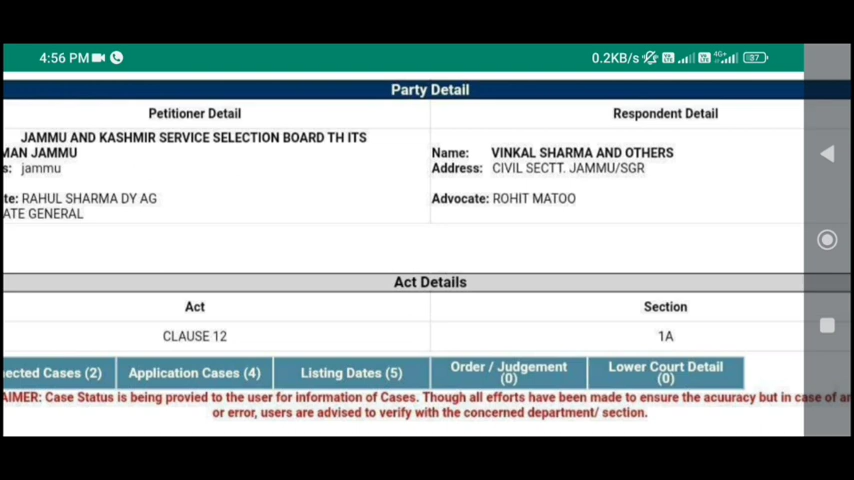 4:56 PM
0.2KB/s 4G+ 37
Party Detail
Petitioner Detail
Respondent Detail
JAMMU AND KASHMIR SERVICE SELECTION BOARD TH ITS
MAN JAMMU
s: jammu
te: RAHUL SHARMA DY AG
ATE GENERAL
Name: VINKAL SHARMA AND OTHERS
Address: CIVIL SECTT. JAMMU/SGR
Advocate: ROHIT MATOO
Act Details
Act
Section
CLAUSE 12
1A
ected Cases (2)
Application Cases (4)
Listing Dates (5)
Order / Judgement
(0)
Lower Court Detail
(0)
AIMER: Case Status is being provied to the user for information of Cases. Though all efforts have been made to ensure the acuuracy but in case of an
or error, users are advised to verify with the concerned department/ section.